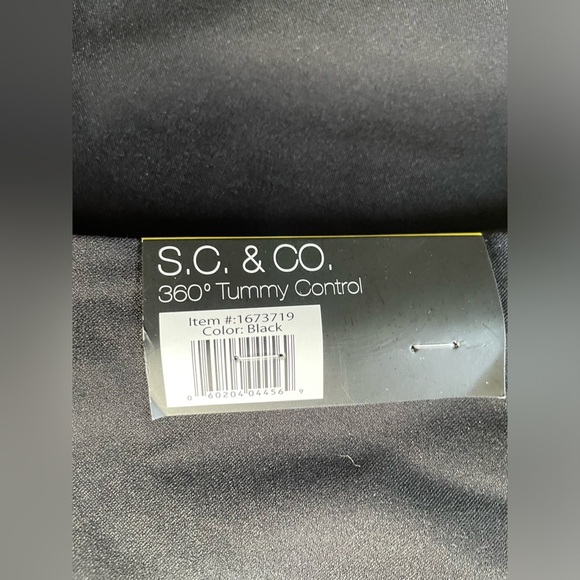 S.C. & CO.
360° Tummy Control
Item #:1673719
Color: Black
0 60204 04456 9